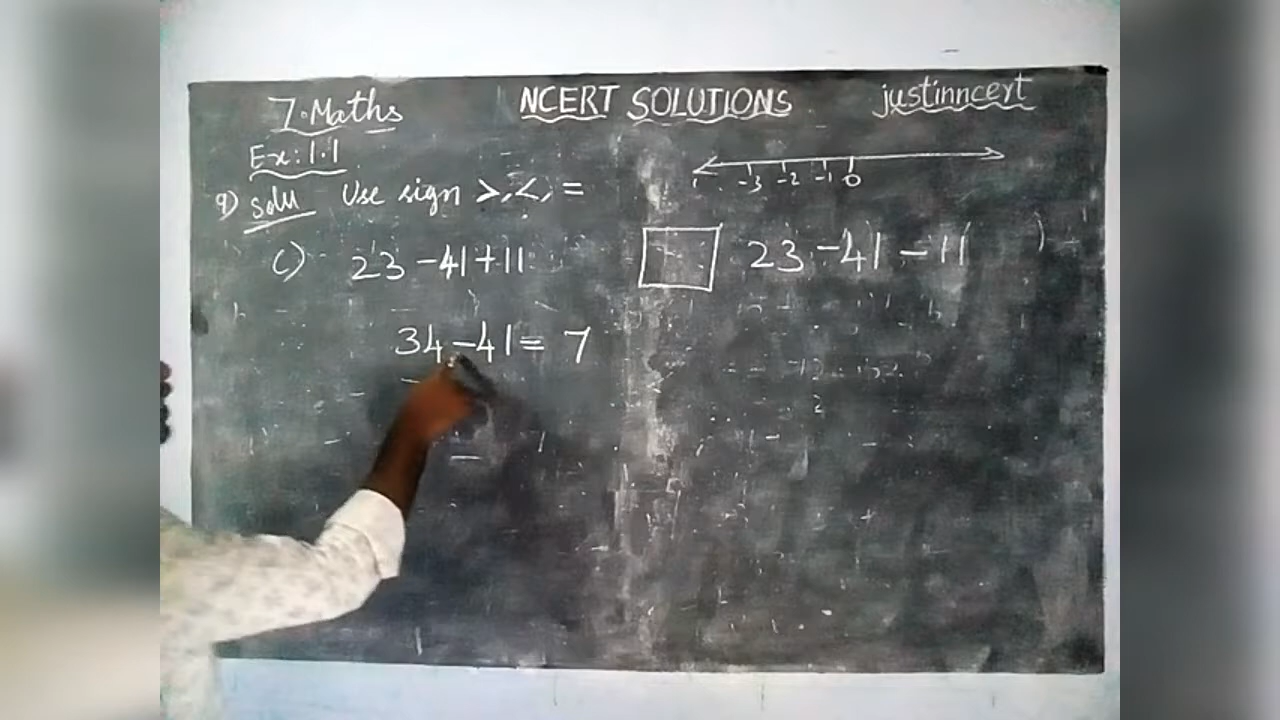 7. Maths NCERT SOLUTIONS justinncert
Ex: 1.1
-3 -2 -1 0
9) Solu Use sign >, <, =
c) 23 - 41 + 11 □ 23 - 41 - 11
34 - 41 = 7